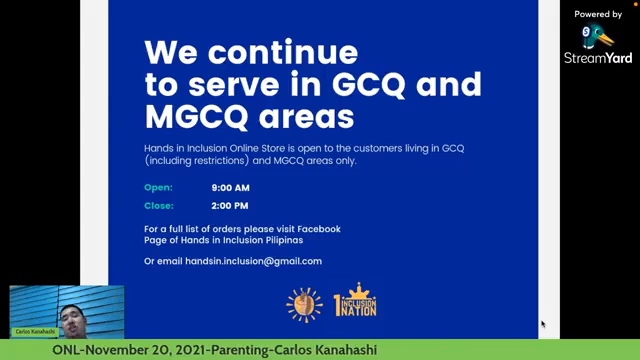 Powered by
StreamYard
We continue
to serve in GCQ and
MGCQ areas
Hands in Inclusion Online Store is open to the customers living in GCQ
(including restrictions) and MGCQ areas only.
Open: 9:00 AM
Close: 2:00 PM
For a full list of orders please visit Facebook
Page of Hands in Inclusion Pilipinas
Or email handsin.inclusion@gmail.com
1 INCLUSION
NATION
Carlos Kanahashi
ONL-November 20, 2021-Parenting-Carlos Kanahashi